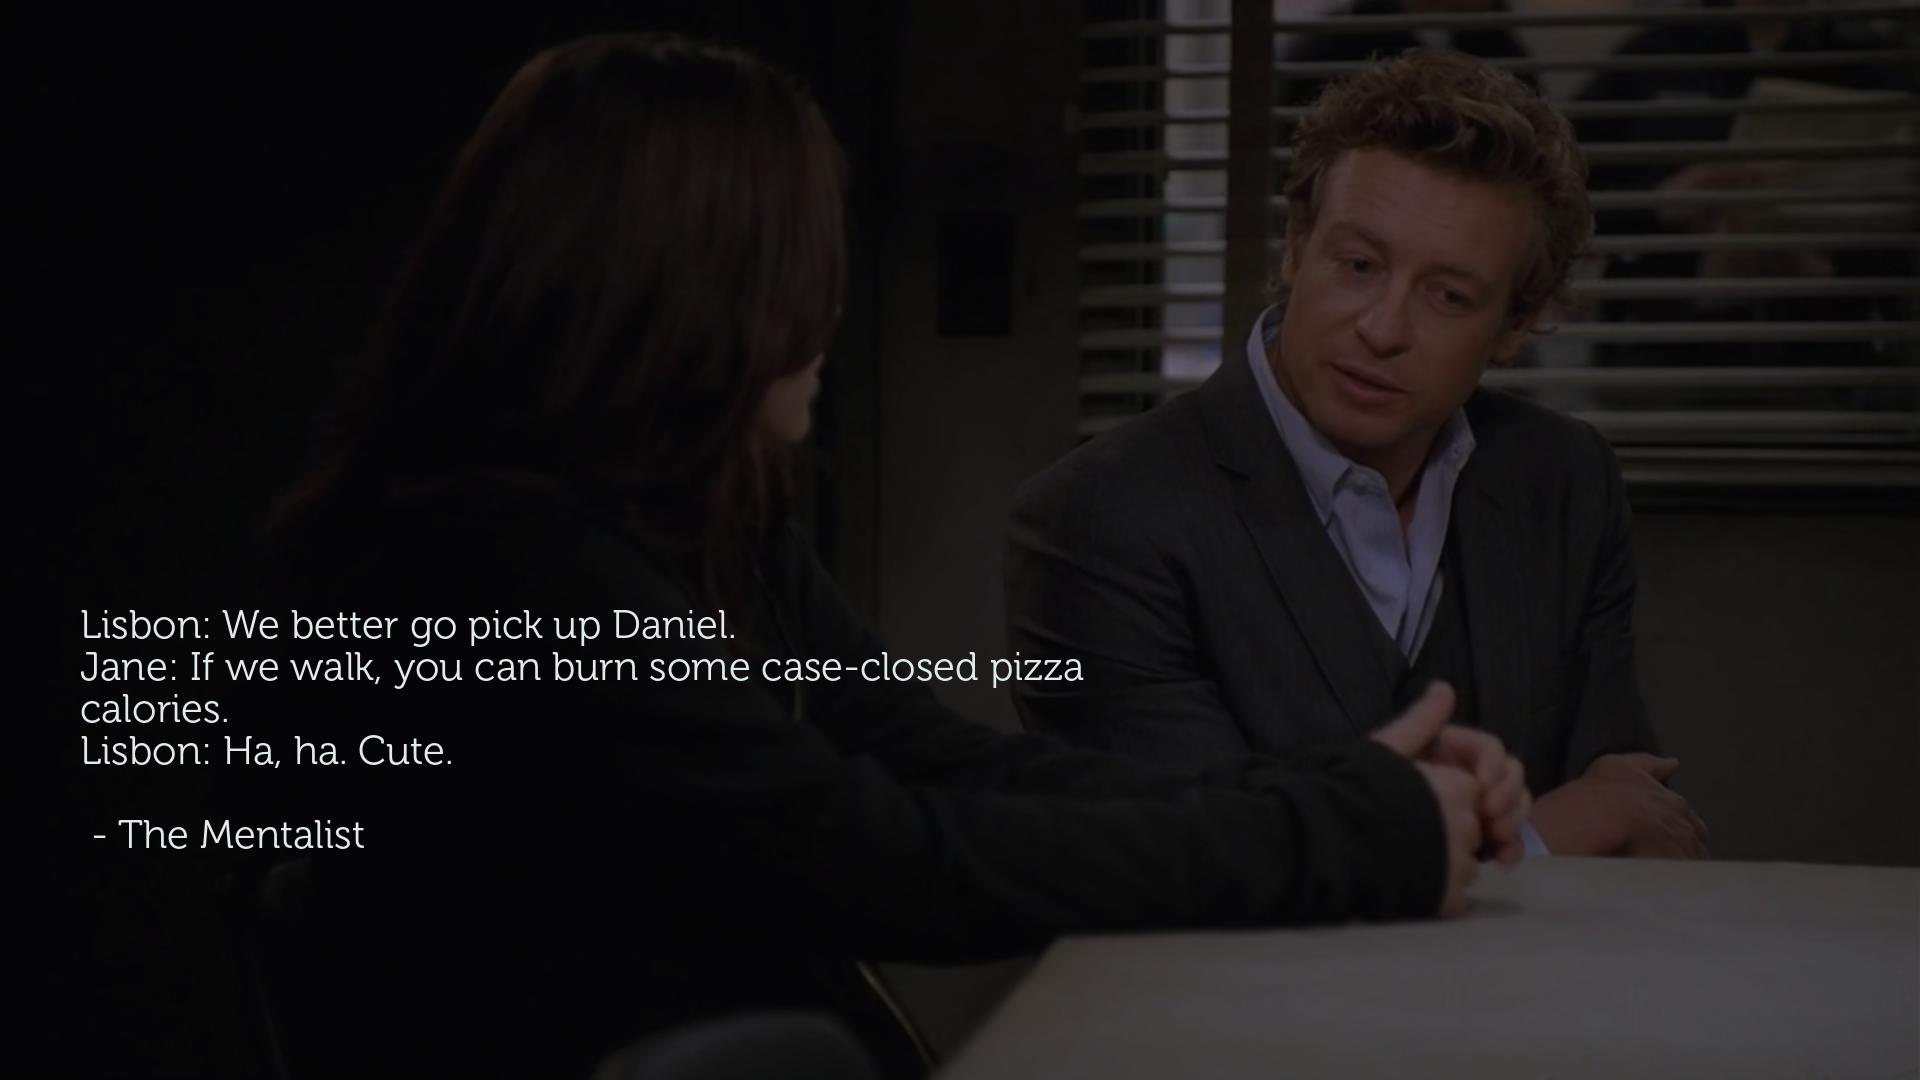 Lisbon: We better go pick up Daniel.
Jane: If we walk, you can burn some case-closed pizza
calories.
Lisbon: Ha, ha. Cute.
- The Mentalist